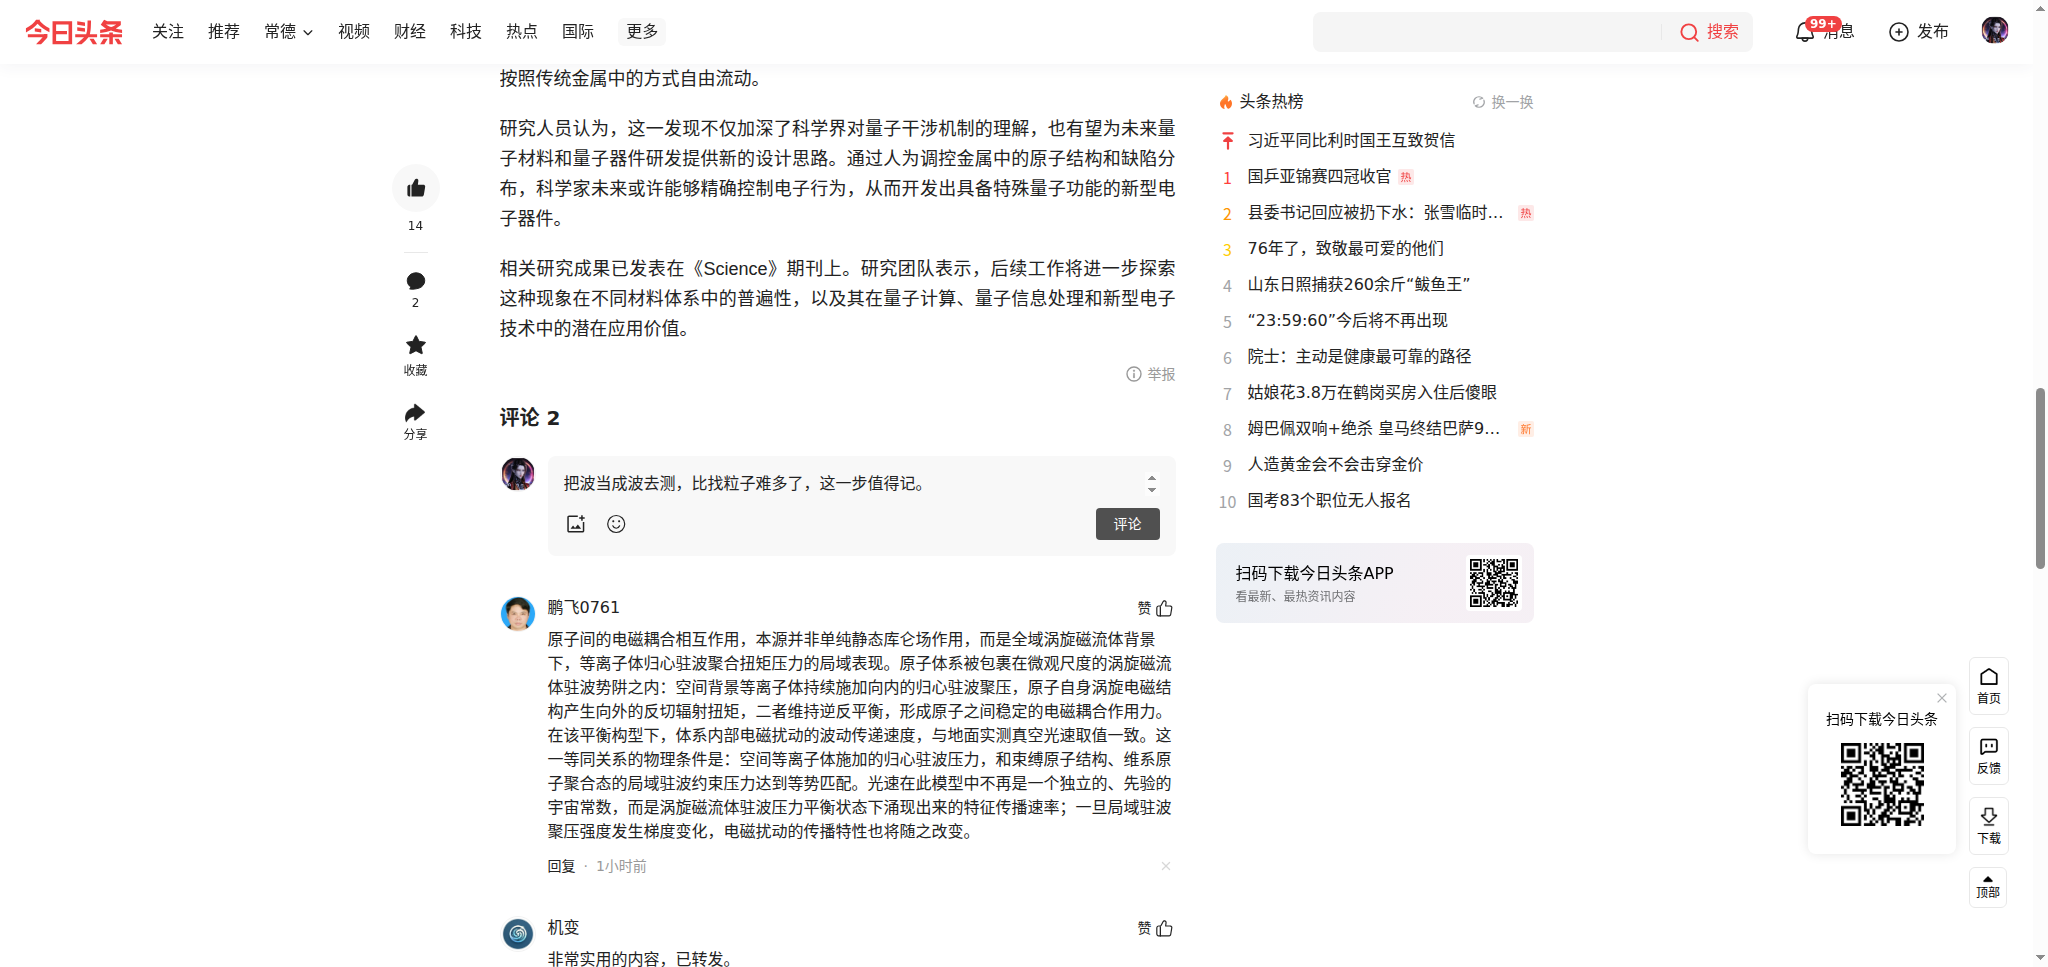 今日头条 关注 推荐 常德 视频 财经 科技 热点 国际 更多 搜索 99+ 消息 发布
按照传统金属中的方式自由流动。
研究人员认为，这一发现不仅加深了科学界对量子干涉机制的理解，也有望为未来量
子材料和量子器件研发提供新的设计思路。通过人为调控金属中的原子结构和缺陷分
布，科学家未来或许能够精确控制电子行为，从而开发出具备特殊量子功能的新型电
子器件。
相关研究成果已发表在《Science》期刊上。研究团队表示，后续工作将进一步探索
这种现象在不同材料体系中的普遍性，以及其在量子计算、量子信息处理和新型电子
技术中的潜在应用价值。
举报
14
2
收藏
分享
评论 2
把波当成波去测，比找粒子难多了，这一步值得记。
评论
鹏飞0761
赞
原子间的电磁耦合相互作用，本源并非单纯静态库仑场作用，而是全域涡旋磁流体背景
下，等离子体归心驻波聚合扭矩压力的局域表现。原子体系被包裹在微观尺度的涡旋磁流
体驻波势阱之内：空间背景等离子体持续施加向内的归心驻波聚压，原子自身涡旋电磁结
构产生向外的反切辐射扭矩，二者维持逆反平衡，形成原子之间稳定的电磁耦合作用力。
在该平衡构型下，体系内部电磁扰动的波动传递速度，与地面实测真空光速取值一致。这
一等同关系的物理条件是：空间等离子体施加的归心驻波压力，和束缚原子结构、维系原
子聚合态的局域驻波约束压力达到等势匹配。光速在此模型中不再是一个独立的、先验的
宇宙常数，而是涡旋磁流体驻波压力平衡状态下涌现出来的特征传播速率；一旦局域驻波
聚压强度发生梯度变化，电磁扰动的传播特性也将随之改变。
回复 · 1小时前
机变
赞
非常实用的内容，已转发。
头条热榜
换一换
习近平同比利时国王互致贺信
1 国乒亚锦赛四冠收官 热
2 县委书记回应被扔下水：张雪临时... 热
3 76年了，致敬最可爱的他们
4 山东日照捕获260余斤“鲅鱼王”
5 “23:59:60”今后将不再出现
6 院士：主动是健康最可靠的路径
7 姑娘花3.8万在鹤岗买房入住后傻眼
8 姆巴佩双响+绝杀 皇马终结巴萨9... 新
9 人造黄金会不会击穿金价
10 国考83个职位无人报名
扫码下载今日头条APP
看最新、最热资讯内容
扫码下载今日头条
首页
反馈
下载
顶部